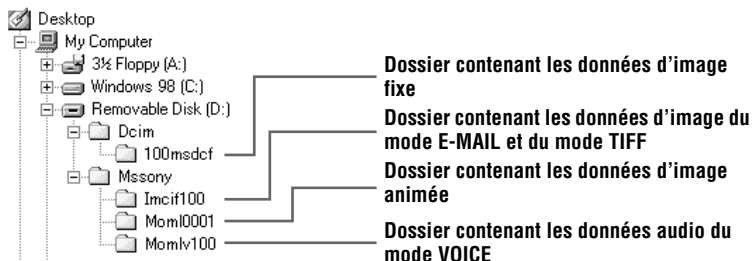 Desktop
My Computer
3½ Floppy (A:)
Windows 98 (C:)
Removable Disk (D:)
Dcim
100msdcf
Mssony
Imcif100
Moml0001
Momlv100
Dossier contenant les données d'image
fixe
Dossier contenant les données d'image du
mode E-MAIL et du mode TIFF
Dossier contenant les données d'image
animée
Dossier contenant les données audio du
mode VOICE